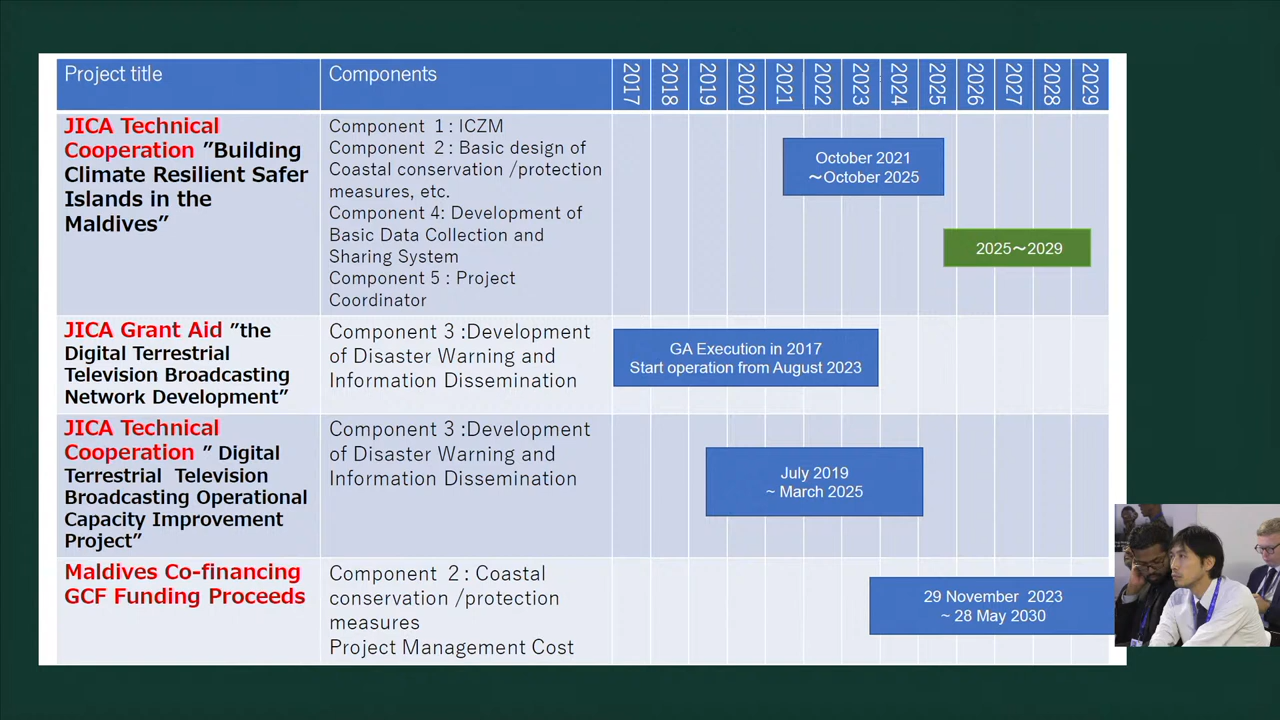 Project title
Components
2017
2018
2019
2020
2021
2022
2023
2024
2025
2026
2027
2028
2029
JICA Technical
Cooperation ”Building
Climate Resilient Safer
Islands in the
Maldives”
Component 1 : ICZM
Component 2 : Basic design of
Coastal conservation /protection
measures, etc.
Component 4: Development of
Basic Data Collection and
Sharing System
Component 5 : Project
Coordinator
October 2021
～October 2025
2025～2029
JICA Grant Aid ”the
Digital Terrestrial
Television Broadcasting
Network Development”
Component 3 :Development
of Disaster Warning and
Information Dissemination
GA Execution in 2017
Start operation from August 2023
JICA Technical
Cooperation ” Digital
Terrestrial Television
Broadcasting Operational
Capacity Improvement
Project”
Component 3 :Development
of Disaster Warning and
Information Dissemination
July 2019
~ March 2025
Maldives Co-financing
GCF Funding Proceeds
Component 2 : Coastal
conservation /protection
measures
Project Management Cost
29 November 2023
~ 28 May 2030